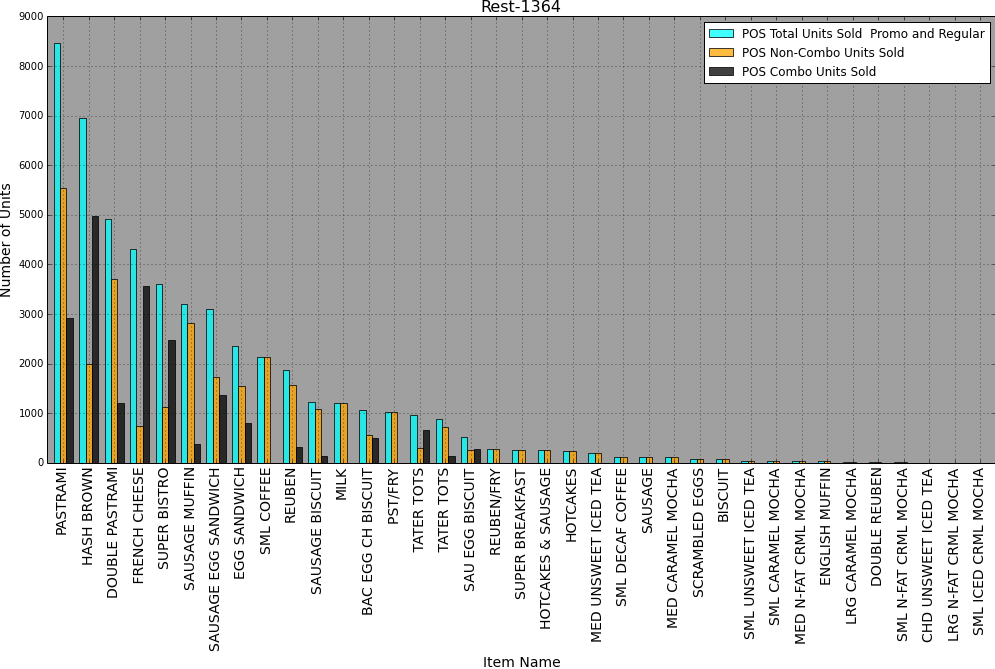 Rest-1364
POS Total Units Sold  Promo and Regular
POS Non-Combo Units Sold
POS Combo Units Sold
Number of Units
9000
8000
7000
6000
5000
4000
3000
2000
1000
0
PASTRAMI
HASH BROWN
DOUBLE PASTRAMI
FRENCH CHEESE
SUPER BISTRO
SAUSAGE MUFFIN
SAUSAGE EGG SANDWICH
EGG SANDWICH
SML COFFEE
REUBEN
SAUSAGE BISCUIT
MILK
BAC EGG CH BISCUIT
PST/FRY
TATER TOTS
TATER TOTS
SAU EGG BISCUIT
REUBEN/FRY
SUPER BREAKFAST
HOTCAKES & SAUSAGE
HOTCAKES
MED UNSWEET ICED TEA
SML DECAF COFFEE
SAUSAGE
MED CARAMEL MOCHA
SCRAMBLED EGGS
BISCUIT
SML UNSWEET ICED TEA
SML CARAMEL MOCHA
MED N-FAT CRML MOCHA
ENGLISH MUFFIN
LRG CARAMEL MOCHA
DOUBLE REUBEN
SML N-FAT CRML MOCHA
CHD UNSWEET ICED TEA
LRG N-FAT CRML MOCHA
SML ICED CRML MOCHA
Item Name